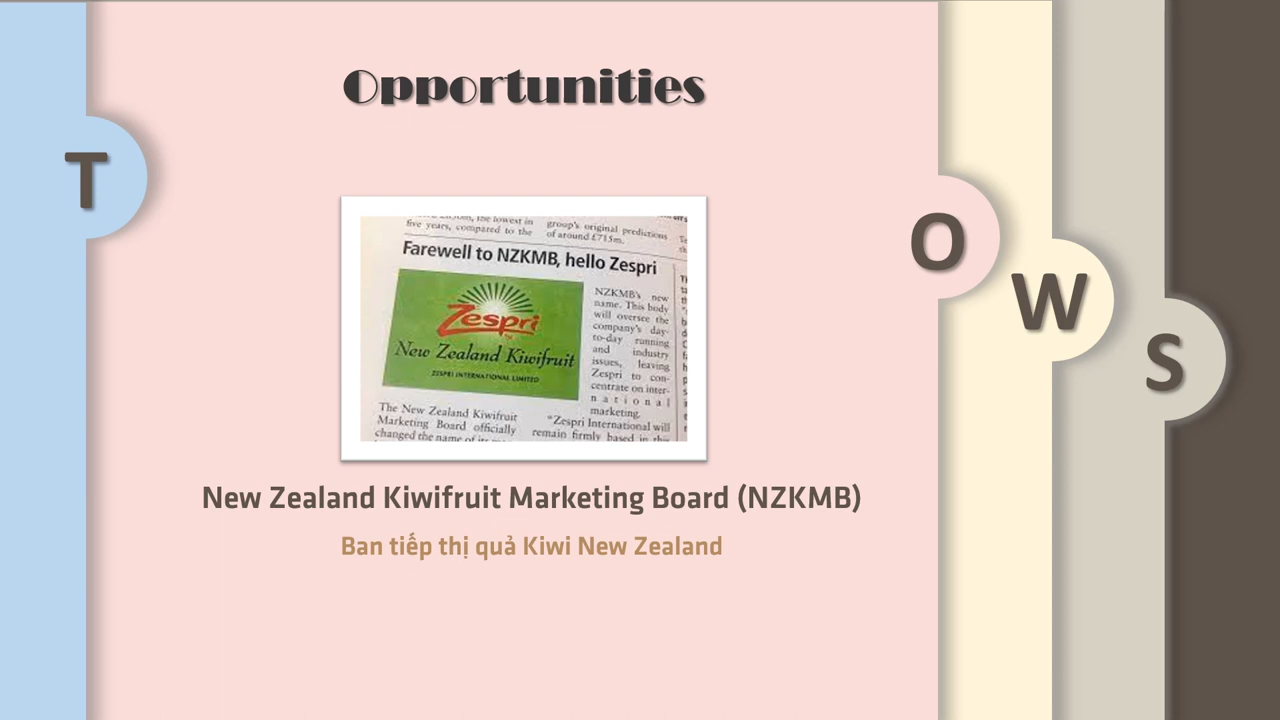 Opportunities
T
O
W
S
five years, compared to the
group's original predictions
of around £715m.
Farewell to NZKMB, hello Zespri
Zespri
New Zealand Kiwifruit
ZESPRI INTERNATIONAL LIMITED
NZKMB's new
name. This body
will oversee the
company's day-
to-day running
and industry
issues, leaving
Zespri to con-
centrate on inter-
national
marketing.
The New Zealand Kiwifruit
Marketing Board officially
changed the name of its
"Zespri International will
remain firmly based in this
New Zealand Kiwifruit Marketing Board (NZKMB)
Ban tiếp thị quả Kiwi New Zealand